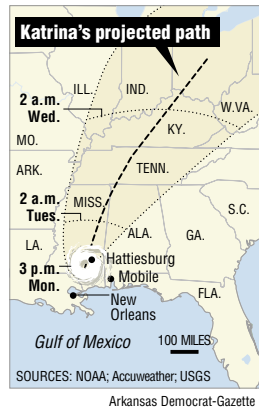 Katrina's projected path
ILL.
IND.
2 a.m.
Wed.
W.VA.
KY.
MO.
TENN.
ARK.
2 a.m.
Tues.
MISS.
S.C.
ALA.
GA.
LA.
3 p.m.
Mon.
Hattiesburg
Mobile
FLA.
New
Orleans
Gulf of Mexico
100 MILES
SOURCES: NOAA; Accuweather; USGS
Arkansas Democrat-Gazette